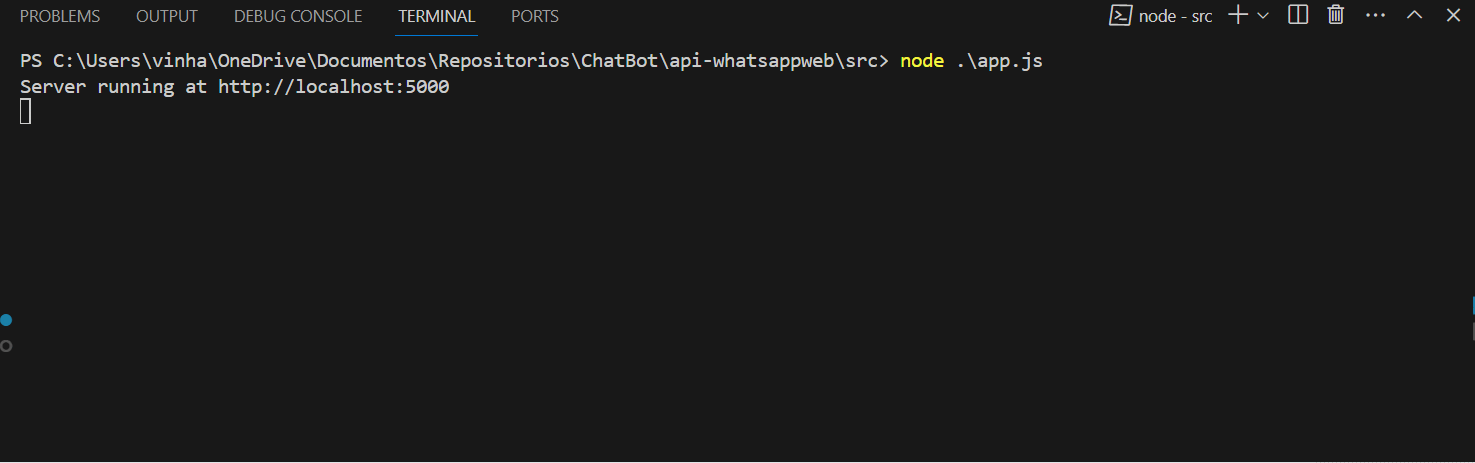 PROBLEMS OUTPUT DEBUG CONSOLE TERMINAL PORTS node - src
PS C:\Users\vinha\OneDrive\Documentos\Repositorios\ChatBot\api-whatsappweb\src> node .\app.js
Server running at http://localhost:5000